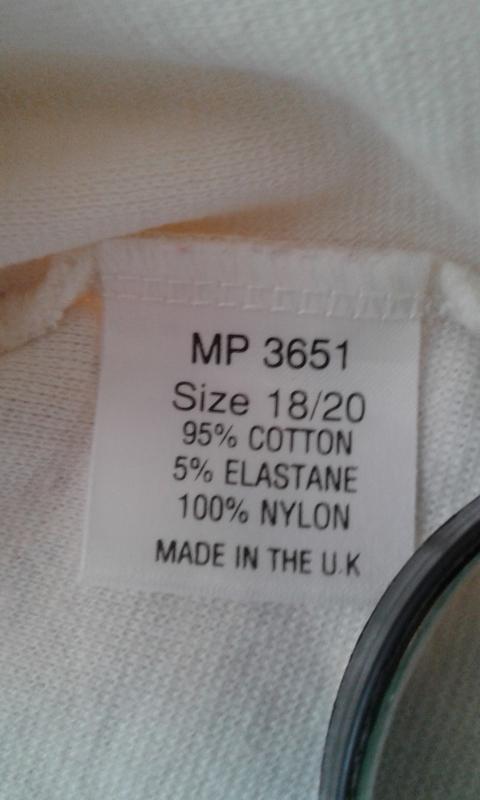 MP 3651
Size 18/20
95% COTTON
5% ELASTANE
100% NYLON
MADE IN THE U.K